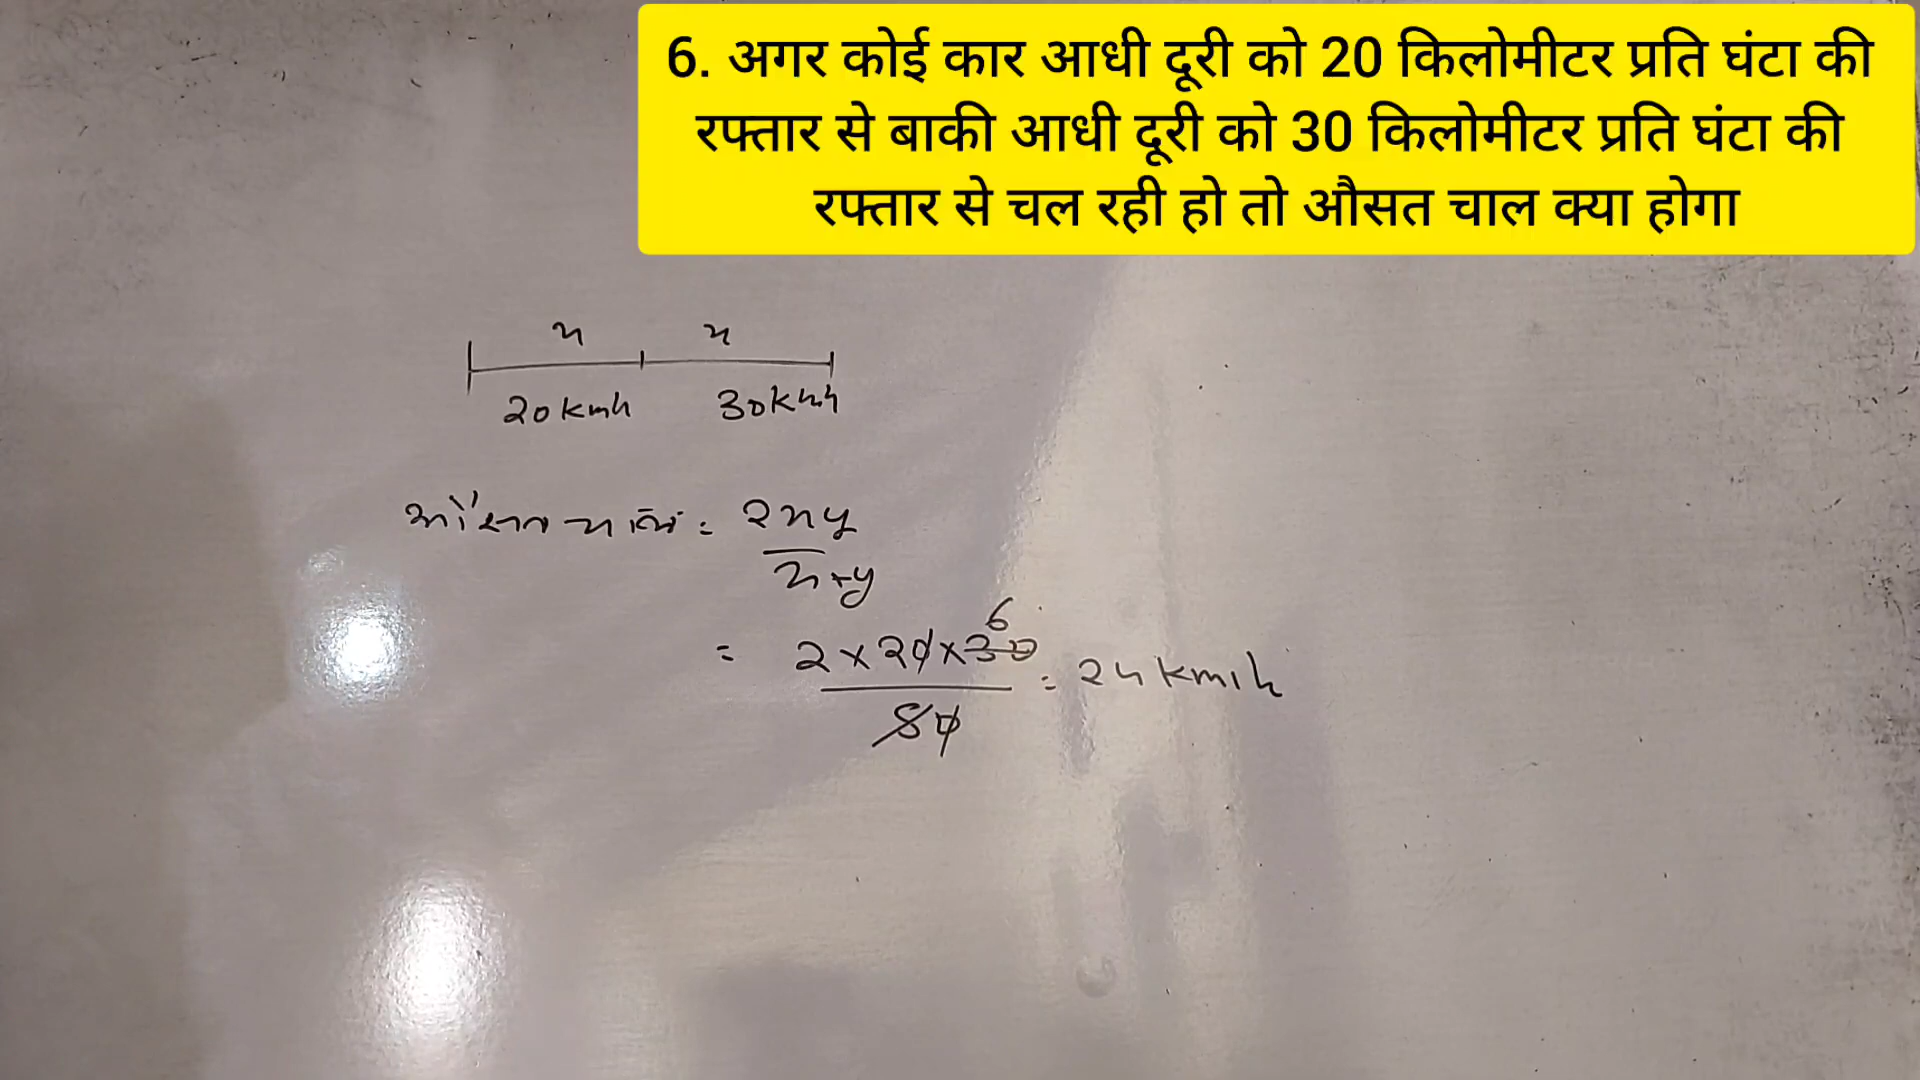 6. अगर कोई कार आधी दूरी को 20 किलोमीटर प्रति घंटा की
रफ्तार से बाकी आधी दूरी को 30 किलोमीटर प्रति घंटा की
रफ्तार से चल रही हो तो औसत चाल क्या होगा
x x
20kmh 30kmh
= 2xy
x+y
= 2×20×30 6
50
= 24km/h